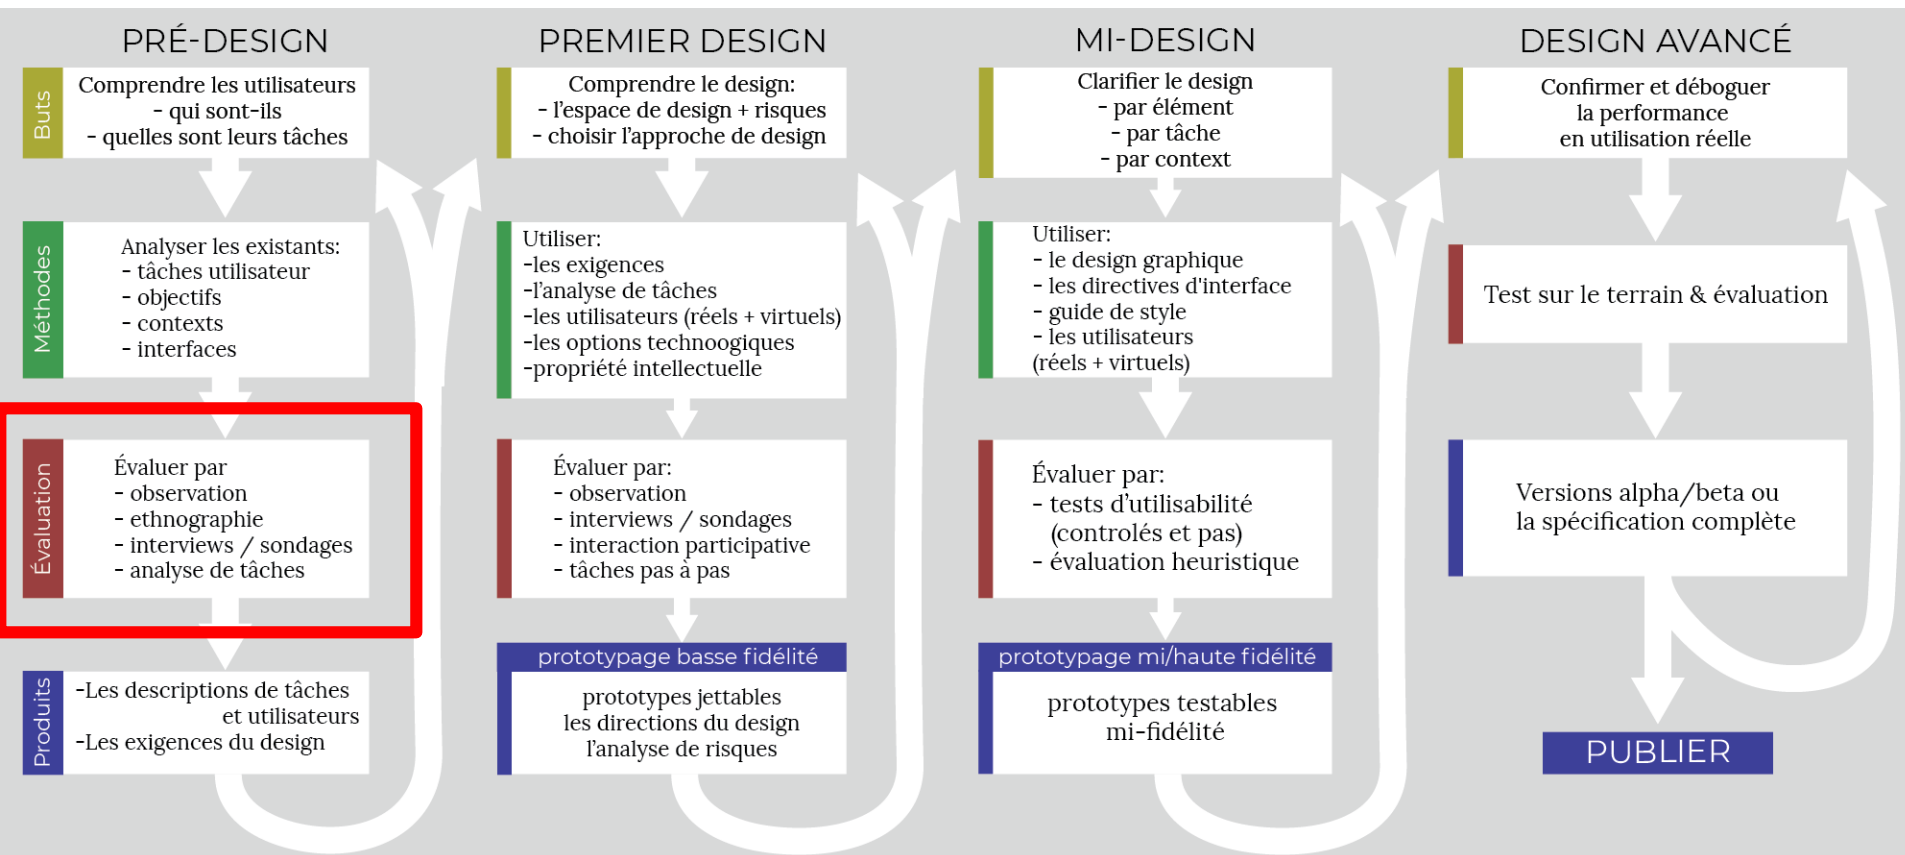 PRÉ-DESIGN
Buts
Comprendre les utilisateurs
- qui sont-ils
- quelles sont leurs tâches
Méthodes
Analyser les existants:
- tâches utilisateur
- objectifs
- contexts
- interfaces
Évaluation
Évaluer par
- observation
- ethnographie
- interviews / sondages
- analyse de tâches
Produits
-Les descriptions de tâches
et utilisateurs
-Les exigences du design
PREMIER DESIGN
Comprendre le design:
- l'espace de design + risques
- choisir l'approche de design
Utiliser:
-les exigences
-l'analyse de tâches
-les utilisateurs (réels + virtuels)
-les options technoogiques
-propriété intellectuelle
Évaluer par:
- observation
- interviews / sondages
- interaction participative
- tâches pas à pas
prototypage basse fidélité
prototypes jettables
les directions du design
l'analyse de risques
MI-DESIGN
Clarifier le design
- par élément
- par tâche
- par context
Utiliser:
- le design graphique
- les directives d'interface
- guide de style
- les utilisateurs
(réels + virtuels)
Évaluer par:
- tests d'utilisabilité
(controlés et pas)
- évaluation heuristique
prototypage mi/haute fidélité
prototypes testables
mi-fidélité
DESIGN AVANCÉ
Confirmer et déboguer
la performance
en utilisation réelle
Test sur le terrain & évaluation
Versions alpha/beta ou
la spécification complète
PUBLIER